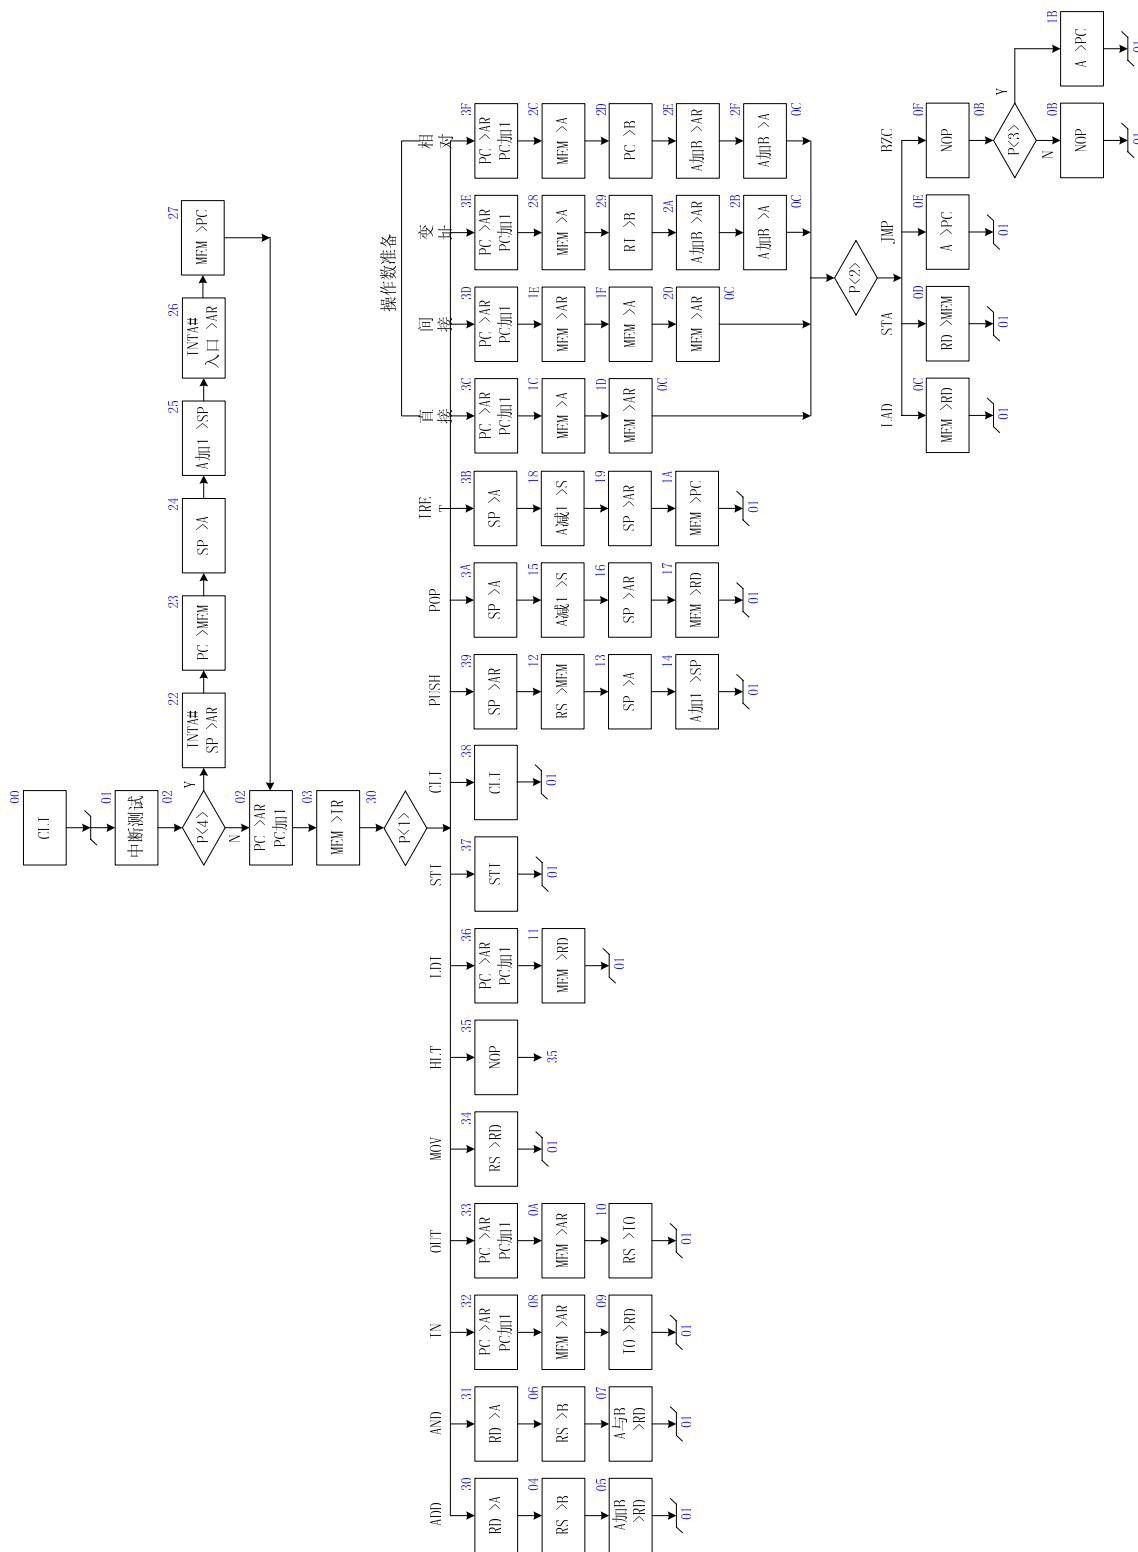 00
CLI
01
中断测试
02
P<4>
Y
22
INTA#
SP >AR
23
PC >MEM
24
SP >A
25
A加1 >SP
26
INTA#
入口 >AR
27
MEM >PC
N
02
PC >AR
PC加1
03
MEM >IR
30
P<1>
操作数准备
ADD
30
RD >A
04
RS >B
05
A加B
>RD
01
AND
31
RD >A
06
RS >B
07
A与B
>RD
01
IN
32
PC >AR
PC加1
08
MEM >AR
09
IO >RD
01
OUT
33
PC >AR
PC加1
0A
MEM >AR
10
RS >IO
01
MOV
34
RS >RD
01
HLT
35
NOP
35
LDI
36
PC >AR
PC加1
11
MEM >RD
01
STI
37
STI
01
CLI
38
CLI
01
PUSH
39
SP >AR
12
RS >MEM
13
SP >A
14
A加1 >SP
01
POP
3A
SP >A
15
A减1 >S
16
SP >AR
17
MEM >RD
01
IRE
T
3B
SP >A
18
A减1 >S
19
SP >AR
1A
MEM >PC
01
直
接
3C
PC >AR
PC加1
1C
MEM >A
1D
MEM >AR
0C
间
接
3D
PC >AR
PC加1
1E
MEM >AR
1F
MEM >A
20
MEM >AR
0C
变
址
3E
PC >AR
PC加1
28
MEM >A
29
RI >B
2A
A加B >AR
2B
A加B >A
0C
相
对
3F
PC >AR
PC加1
2C
MEM >A
2D
PC >B
2E
A加B >AR
2F
A加B >A
0C
P<2>
LAD
0C
MEM >RD
01
STA
0D
RD >MEM
01
JMP
0E
A >PC
01
BZC
0F
NOP
0B
P<3>
N
0B
NOP
01
Y
1B
A >PC
01